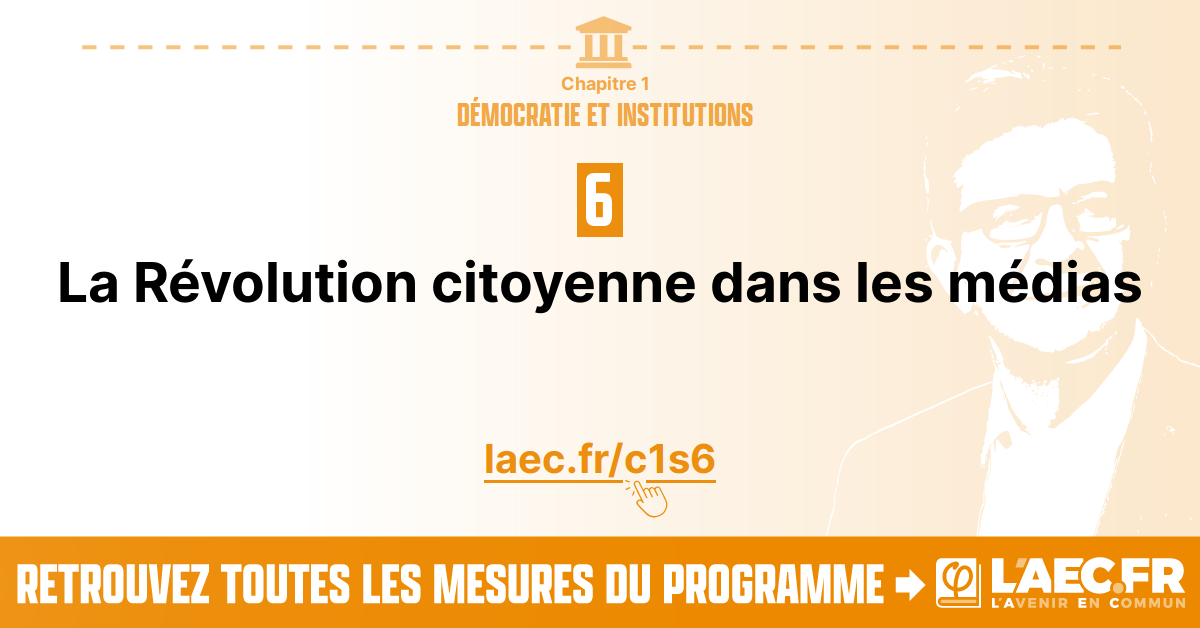 Chapitre 1
DÉMOCRATIE ET INSTITUTIONS
6
La Révolution citoyenne dans les médias
laec.fr/c1s6
RETROUVEZ TOUTES LES MESURES DU PROGRAMME
φ
L'AEC.FR
L'AVENIR EN COMMUN